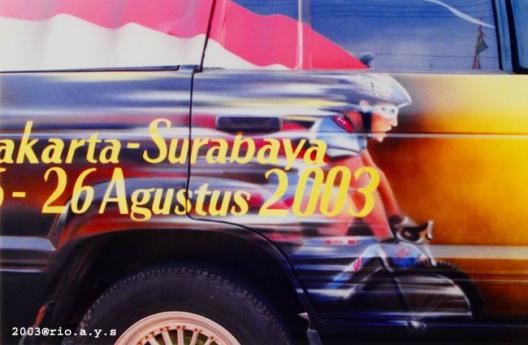 akarta-Surabaya
- 26 Agustus 2003
2003@rio.a.y.s